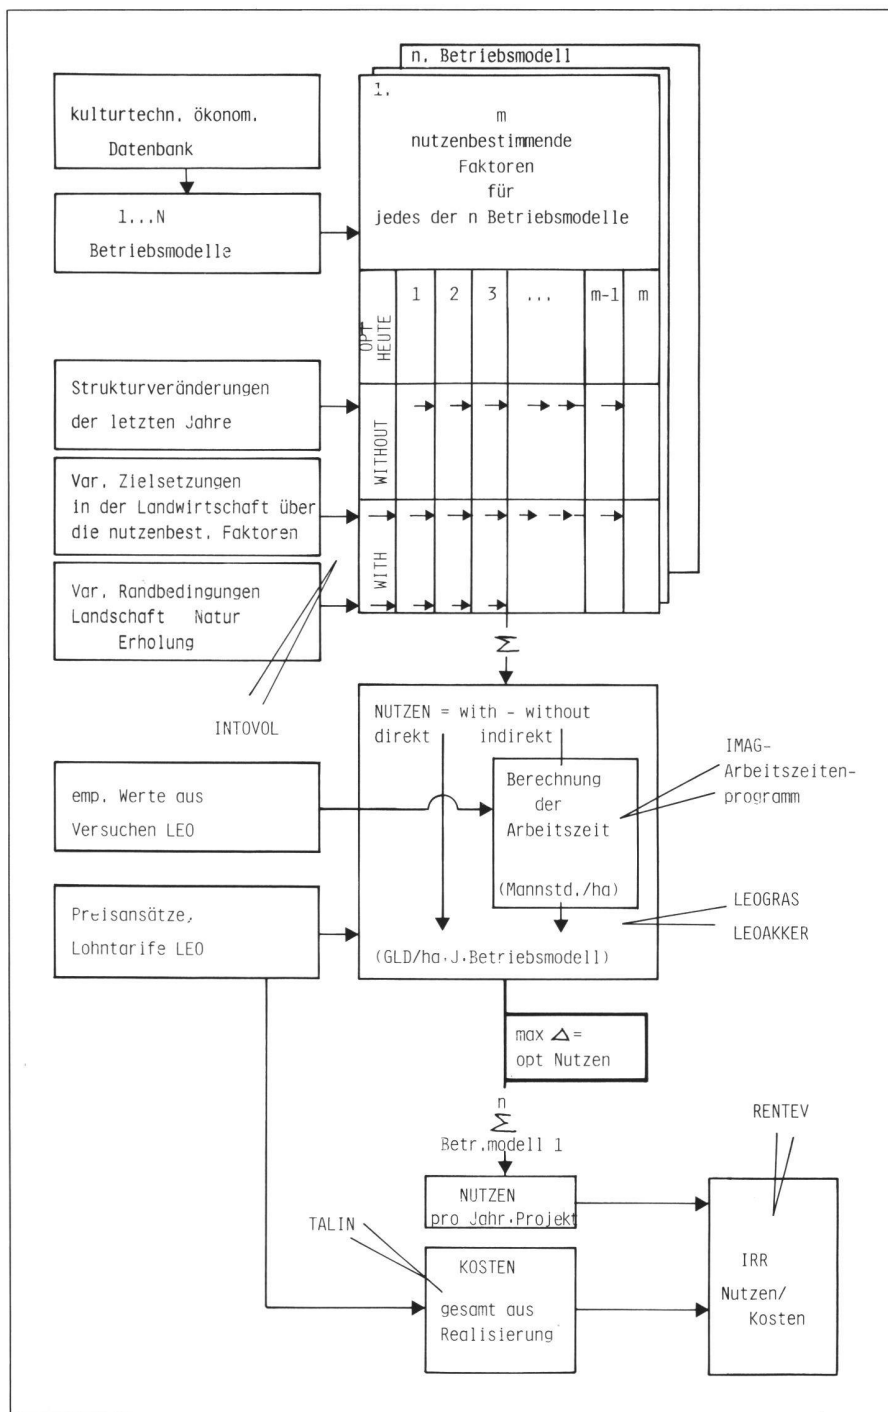 n. Betriebsmodell
kulturtechn. ökonom.
Datenbank
1...N
Betriebsmodelle
1.
m
nutzenbestimmende
Faktoren
für
jedes der n Betriebsmodelle
1 2 3 ... m-1 m
OPT
HEUTE
WITHOUT
WITH
Strukturveränderungen
der letzten Jahre
Var. Zielsetzungen
in der Landwirtschaft über
die nutzenbest. Faktoren
Var. Randbedingungen
Landschaft Natur
Erholung
INTOVOL
Σ
NUTZEN = with - without
direkt indirekt
Berechnung
der
Arbeitszeit
(Mannstd./ha)
(GLD/ha.J.Betriebsmodell)
IMAG-
Arbeitszeiten-
programm
emp. Werte aus
Versuchen LEO
Preisansätze,
Lohntarife LEO
LEOGRAS
LEOAKKER
max Δ =
opt Nutzen
n
Σ
Betr.modell 1
NUTZEN
pro Jahr.Projekt
TALIN
KOSTEN
gesamt aus
Realisierung
RENTEV
IRR
Nutzen/
Kosten